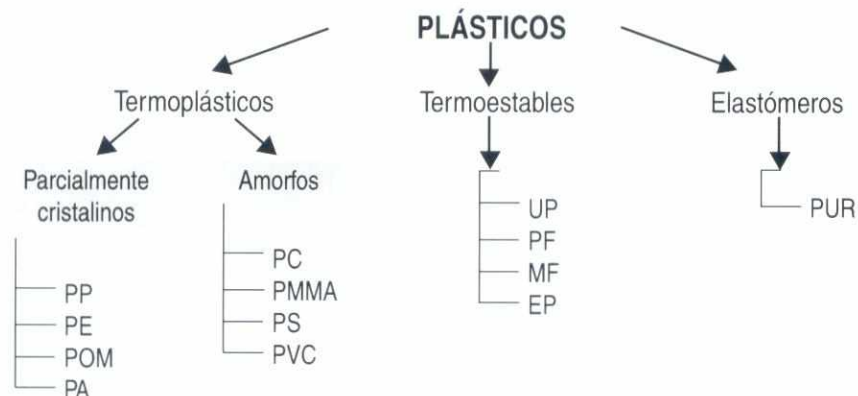 PLÁSTICOS
Termoplásticos
Termoestables
Elastómeros
Parcialmente
cristalinos
Amorfos
PP
PE
POM
PA
PC
PMMA
PS
PVC
UP
PF
MF
EP
PUR